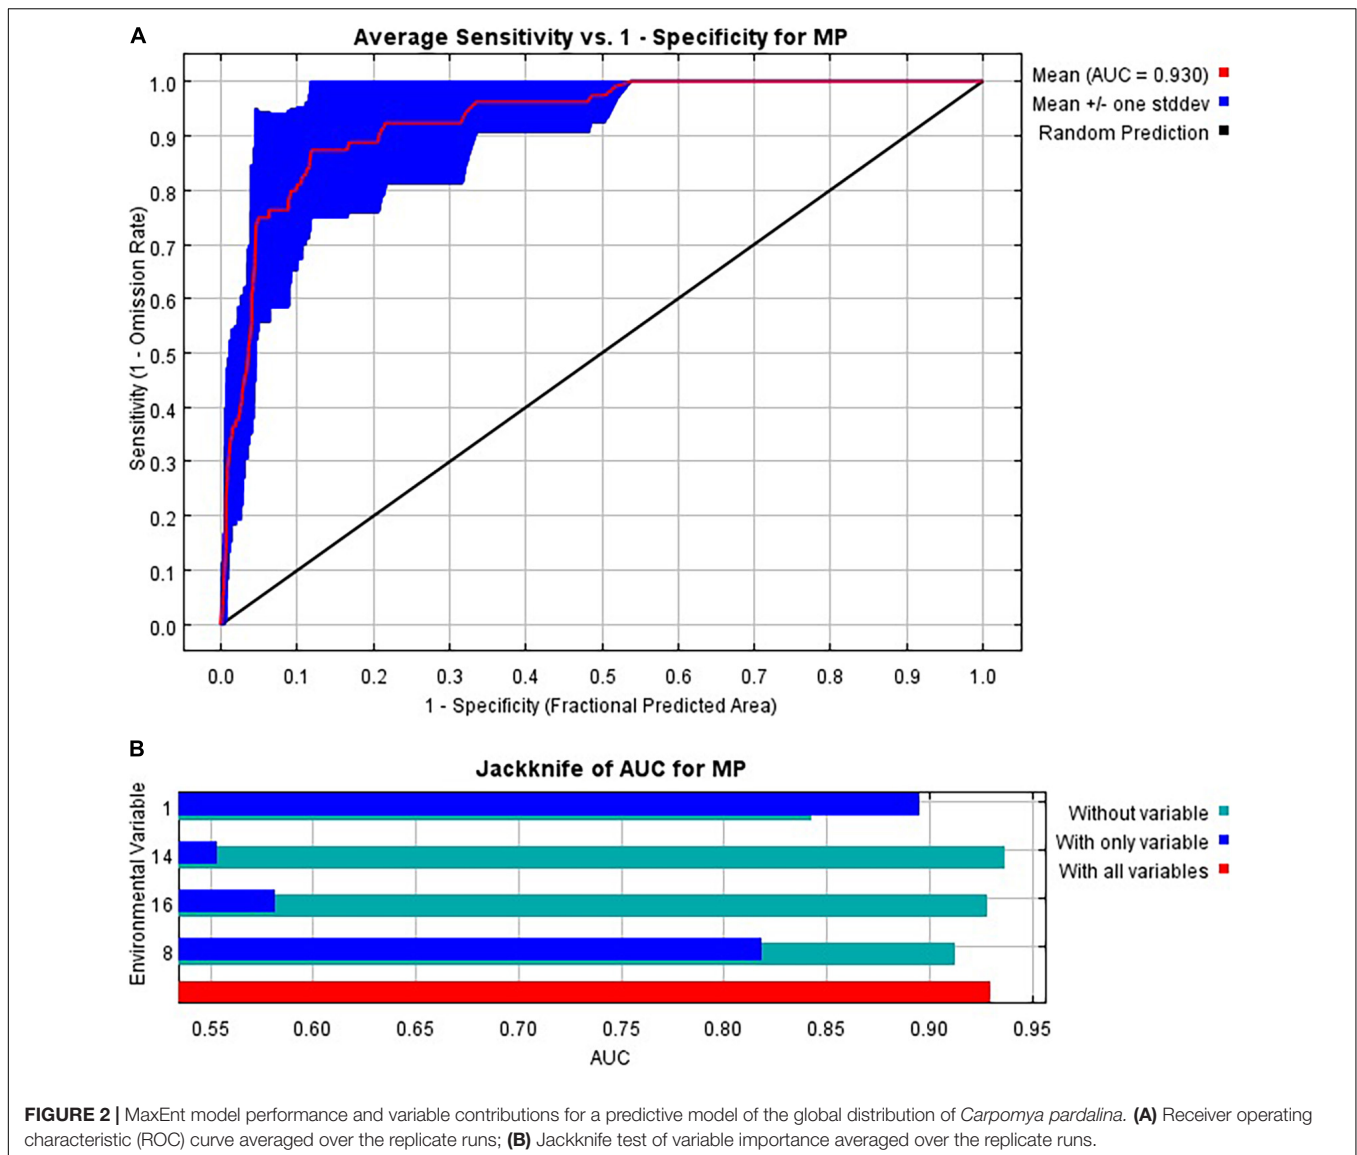 A
Average Sensitivity vs. 1 - Specificity for MP
Mean (AUC = 0.930)
Mean +/- one stddev
Random Prediction
Sensitivity (1 - Omission Rate)
1.0
0.9
0.8
0.7
0.6
0.5
0.4
0.3
0.2
0.1
0.0
0.0 0.1 0.2 0.3 0.4 0.5 0.6 0.7 0.8 0.9 1.0
1 - Specificity (Fractional Predicted Area)
B
Jackknife of AUC for MP
Environmental Variable
1
14
16
8
Without variable
With only variable
With all variables
0.55 0.60 0.65 0.70 0.75 0.80 0.85 0.90 0.95
AUC
FIGURE 2 | MaxEnt model performance and variable contributions for a predictive model of the global distribution of Carpomya pardalina. (A) Receiver operating
characteristic (ROC) curve averaged over the replicate runs; (B) Jackknife test of variable importance averaged over the replicate runs.